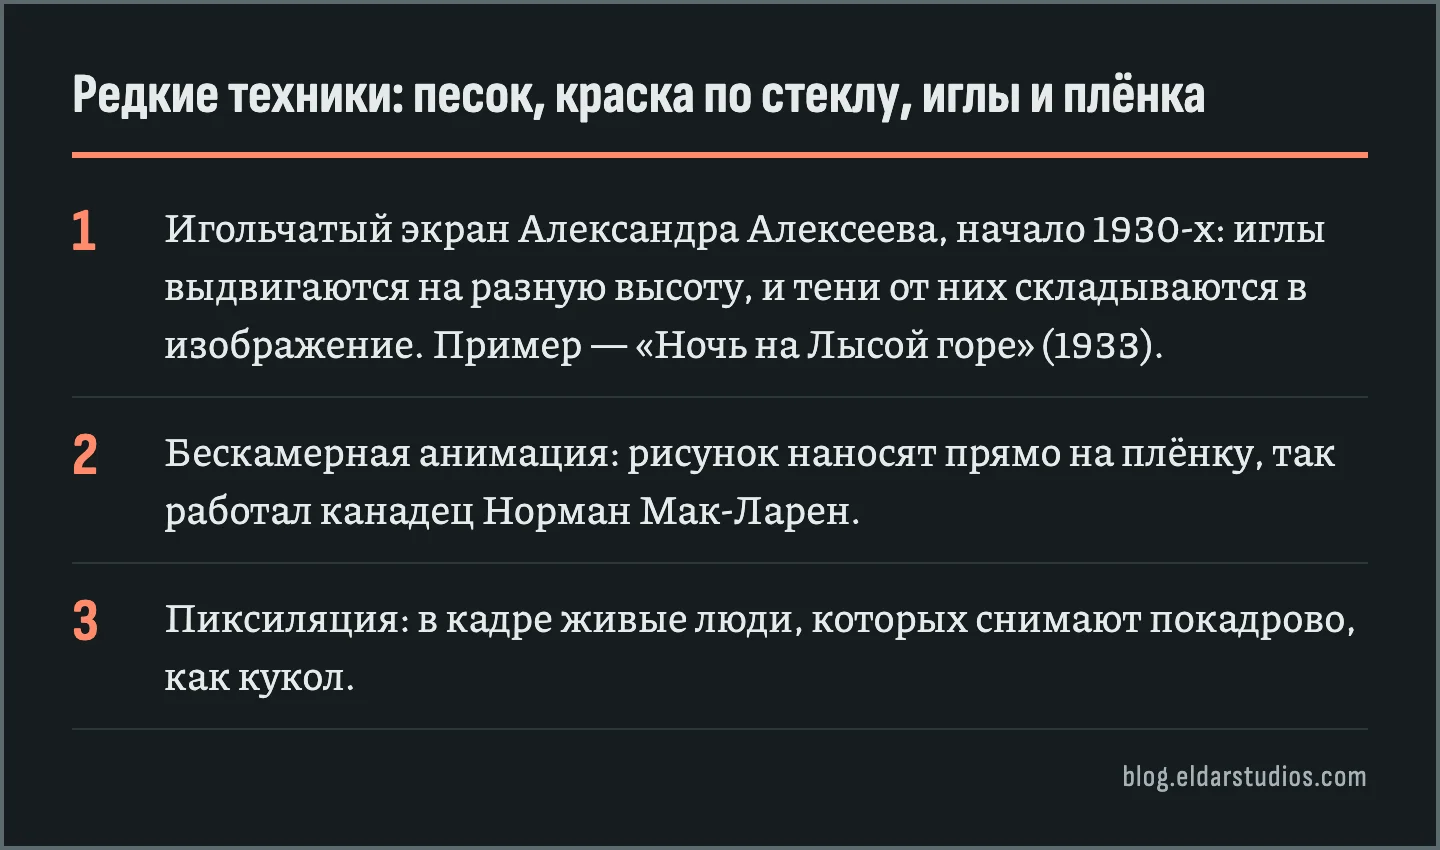 Редкие техники: песок, краска по стеклу, иглы и плёнка
1 Игольчатый экран Александра Алексеева, начало 1930-х: иглы
выдвигаются на разную высоту, и тени от них складываются в
изображение. Пример — «Ночь на Лысой горе» (1933).
2 Бескамерная анимация: рисунок наносят прямо на плёнку, так
работал канадец Норман Мак-Ларен.
3 Пиксиляция: в кадре живые люди, которых снимают покадрово,
как кукол.
blog.eldarstudios.com